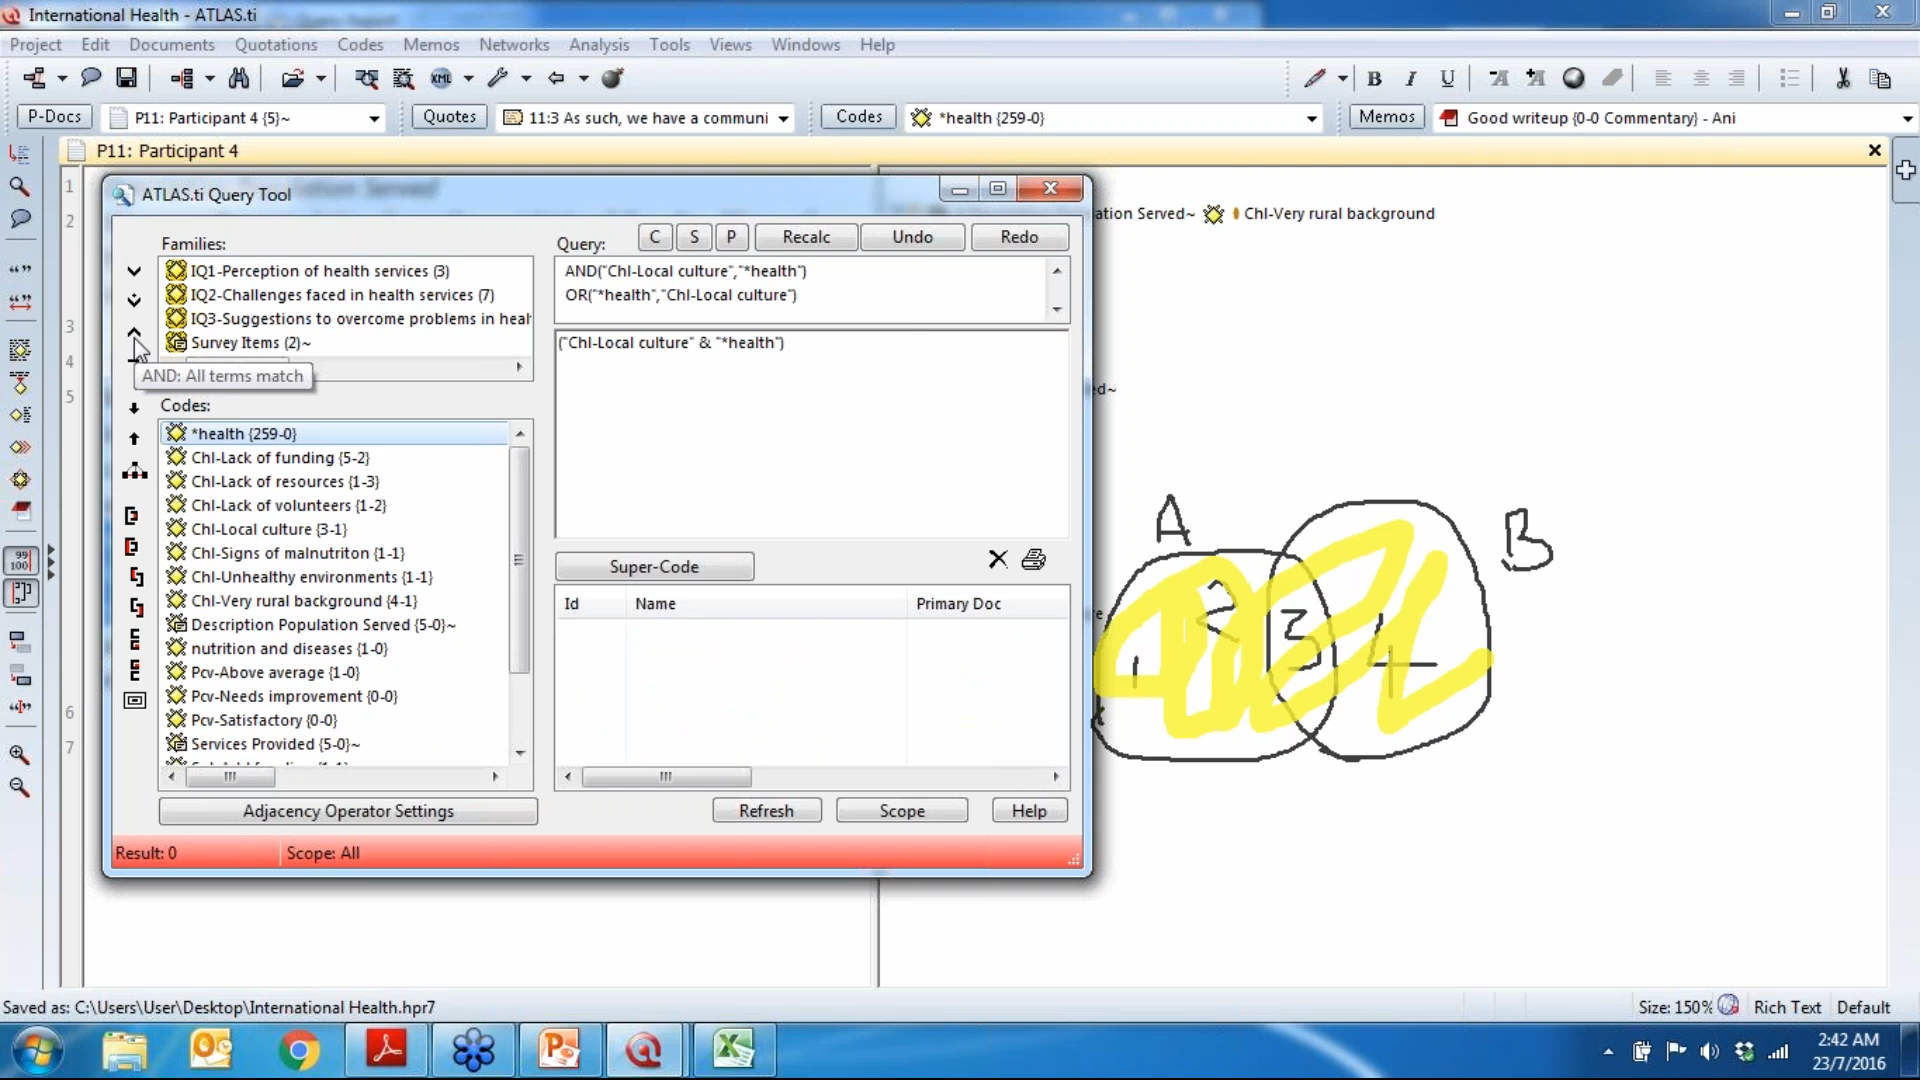 International Health - ATLAS.ti
Project Edit Documents Quotations Codes Memos Networks Analysis Tools Views Windows Help
XML B I U A A
P-Docs P11: Participant 4 {5}~ Quotes 11:3 As such, we have a communi Codes *health {259-0} Memos Good writeup {0-0 Commentary} - Ani
P11: Participant 4
1
2
3
4
5
6
7
ation Served~ Chl-Very rural background
ed~
ATLAS.ti Query Tool
Families:
IQ1-Perception of health services (3)
IQ2-Challenges faced in health services (7)
IQ3-Suggestions to overcome problems in heal
Survey Items (2)~
AND: All terms match
Codes:
*health {259-0}
Chl-Lack of funding {5-2}
Chl-Lack of resources {1-3}
Chl-Lack of volunteers {1-2}
Chl-Local culture {3-1}
Chl-Signs of malnutriton {1-1}
Chl-Unhealthy environments {1-1}
Chl-Very rural background {4-1}
Description Population Served {5-0}~
nutrition and diseases {1-0}
Pcv-Above average {1-0}
Pcv-Needs improvement {0-0}
Pcv-Satisfactory {0-0}
Services Provided {5-0}~
Adjacency Operator Settings
Query: C S P Recalc Undo Redo
AND("Chl-Local culture","*health")
OR("*health","Chl-Local culture")
("Chl-Local culture" & "*health")
Super-Code
Id Name Primary Doc
Refresh Scope Help
Result: 0 Scope: All
A B
1 2 3 4
Saved as: C:\Users\User\Desktop\International Health.hpr7
Size: 150% Rich Text Default
2:42 AM
23/7/2016